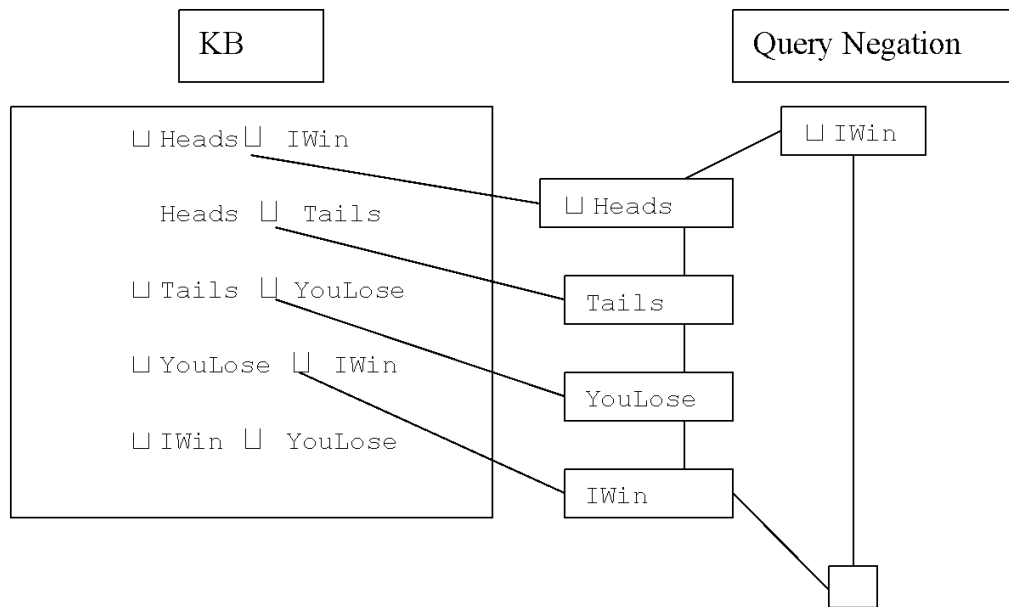 KB
Query Negation
⊔ Heads ⊔ IWin
Heads ⊔ Tails
⊔ Tails ⊔ YouLose
⊔ YouLose ⊔ IWin
⊔ IWin ⊔ YouLose
⊔ IWin
⊔ Heads
Tails
YouLose
IWin